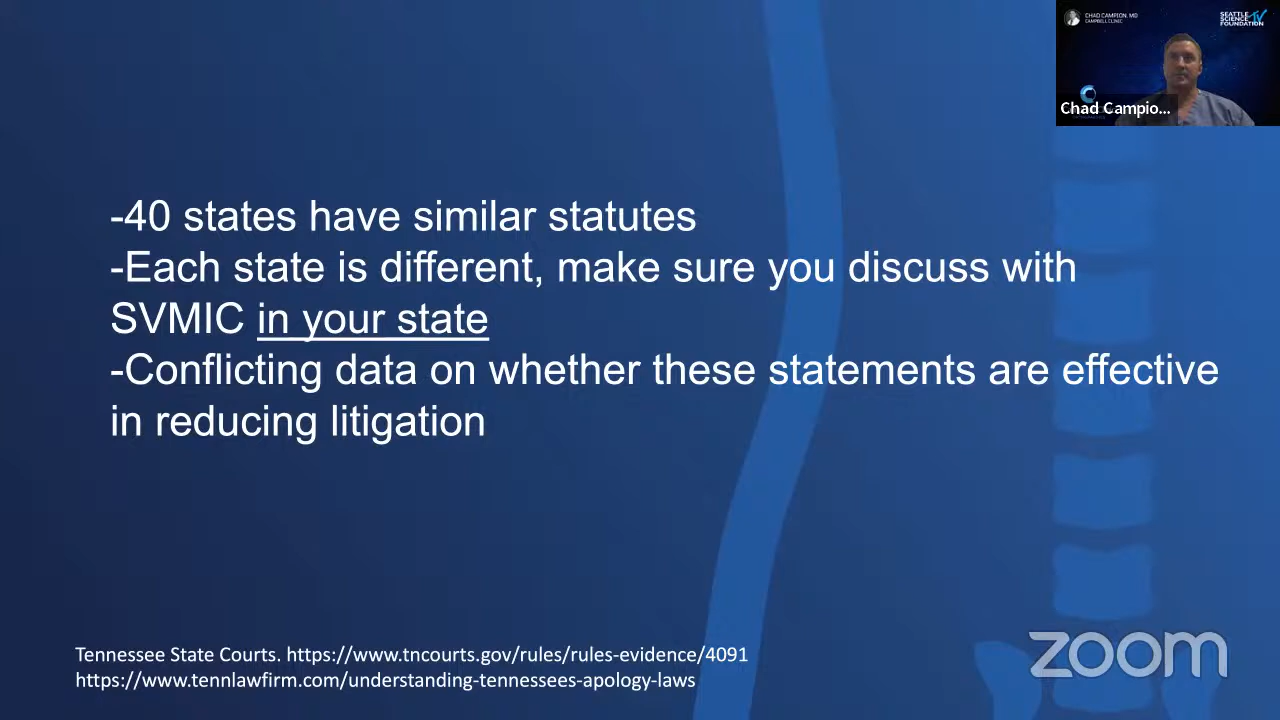 CHAD CAMPION, MD
CAMPBELL CLINIC
SEATTLE
SCIENCE TV
FOUNDATION
Chad Campio...
-40 states have similar statutes
-Each state is different, make sure you discuss with
SVMIC in your state
-Conflicting data on whether these statements are effective
in reducing litigation
Tennessee State Courts. https://www.tncourts.gov/rules/rules-evidence/4091
https://www.tennlawfirm.com/understanding-tennessees-apology-laws
zoom